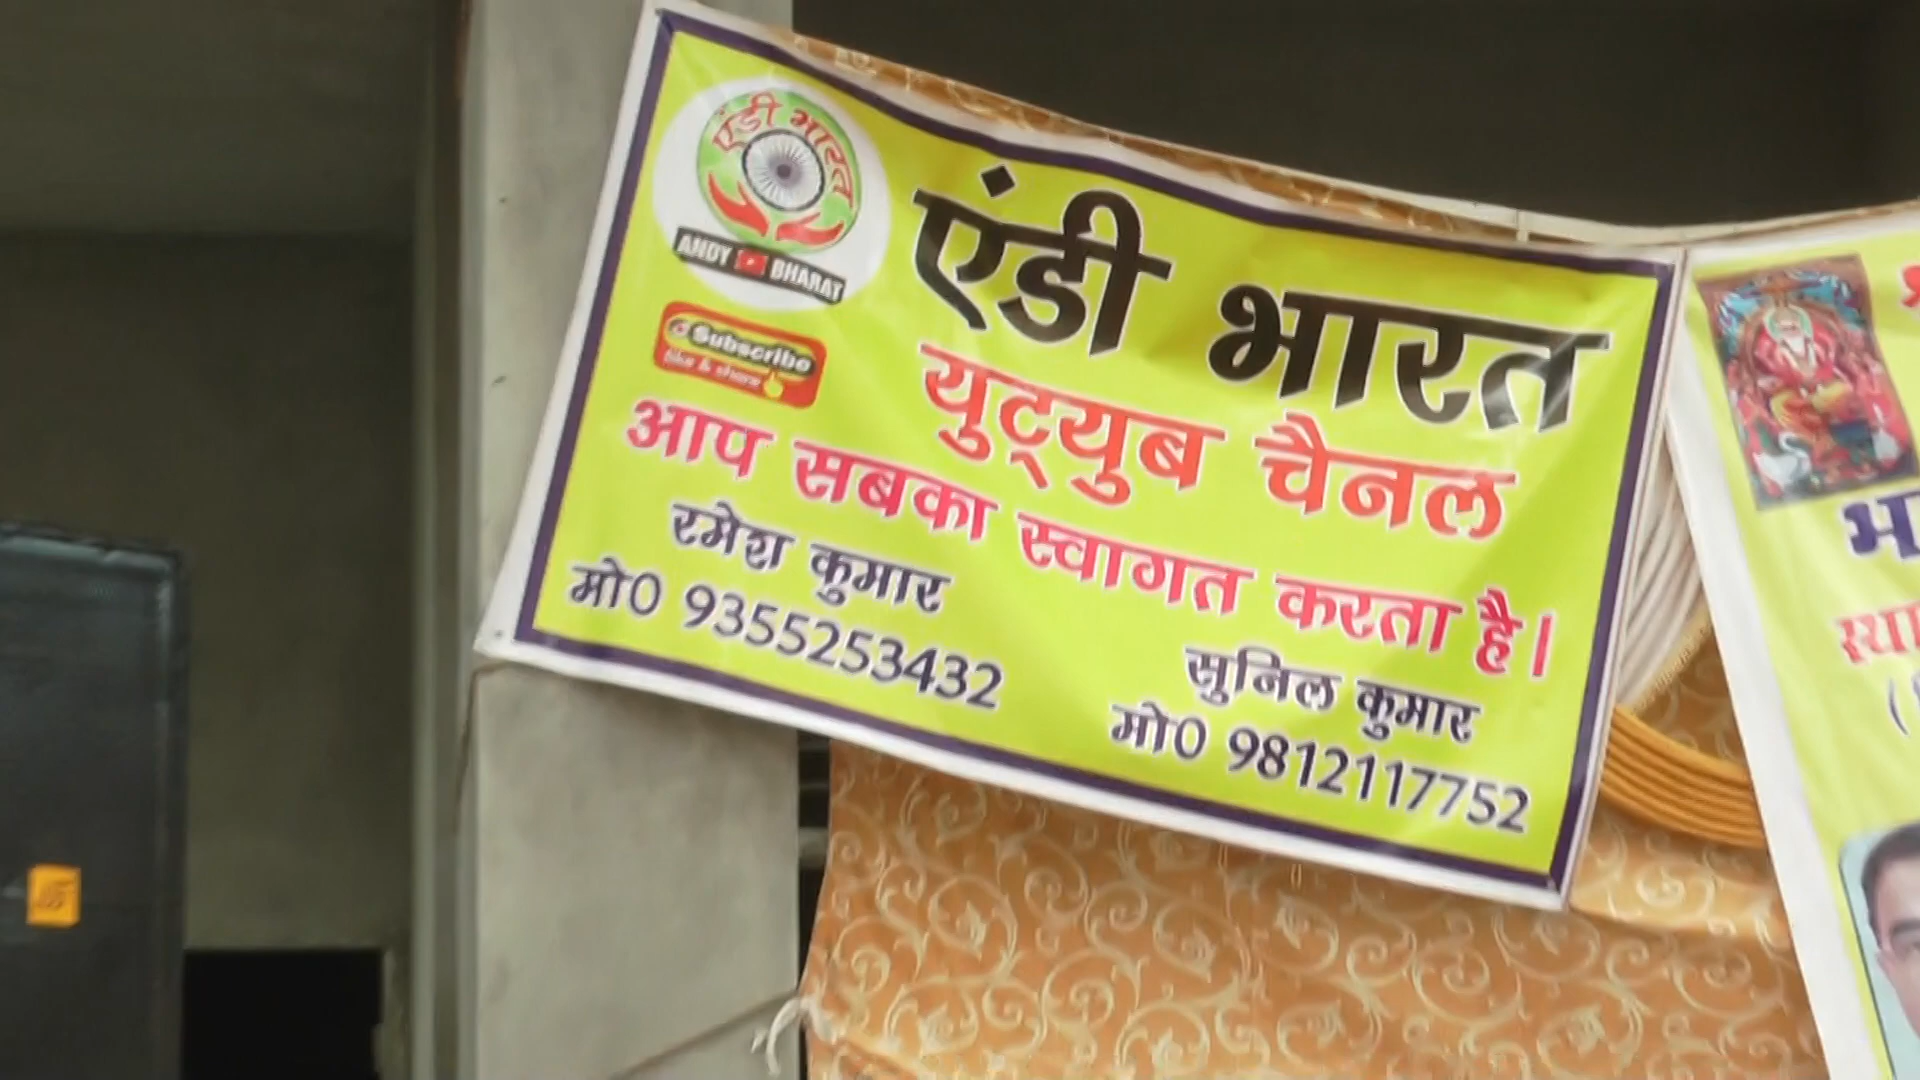 एंडी भारत
ANDY BHARAT
Subscribe
like & share
एंडी भारत
युट्युब चैनल
आप सबका स्वागत करता है।
रमेश कुमार
मो0 9355253432
सुनिल कुमार
मो0 9812117752